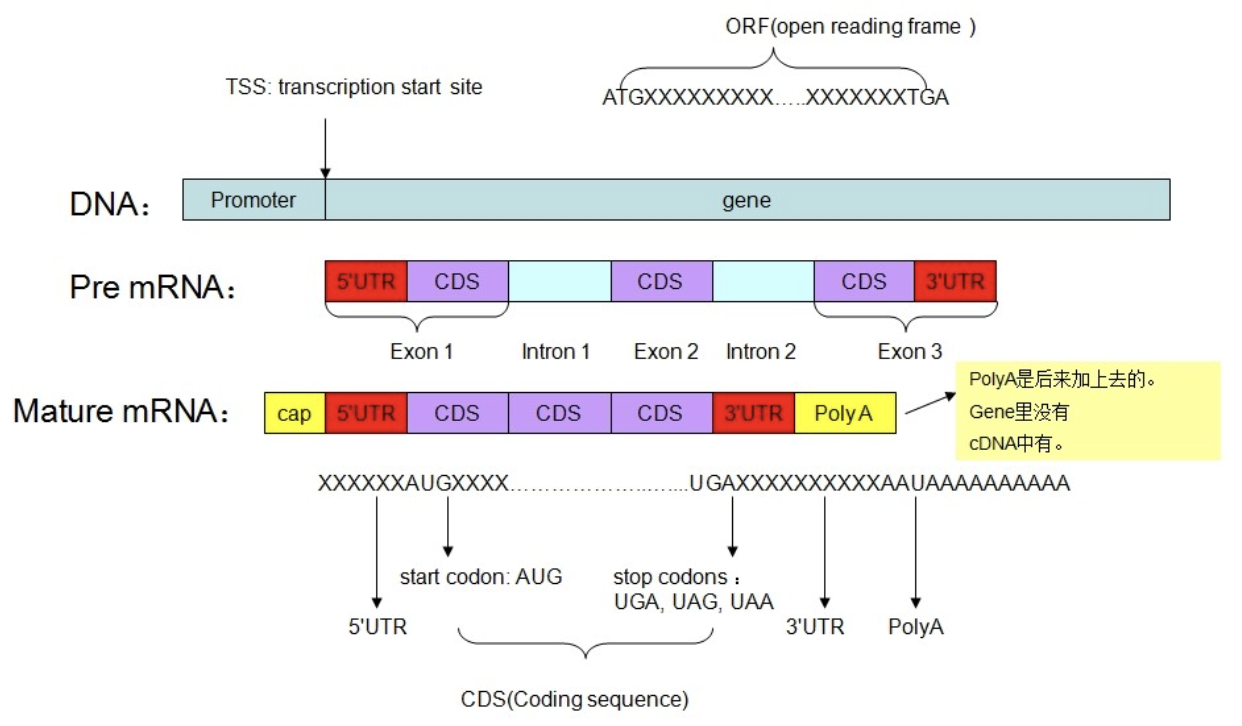 ORF(open reading frame )
TSS: transcription start site
ATGXXXXXXXXX…..XXXXXXXTGA
DNA：
Promoter
gene
Pre mRNA：
5'UTR
CDS
CDS
CDS
3'UTR
Exon 1
Intron 1
Exon 2
Intron 2
Exon 3
Mature mRNA：
cap
5'UTR
CDS
CDS
CDS
3'UTR
Poly A
PolyA是后来加上去的。
Gene里没有
cDNA中有。
XXXXXXAUGXXXX………………..…...UGAXXXXXXXXXXAAUAAAAAAAAAA
start codon: AUG
stop codons：
UGA, UAG, UAA
5'UTR
3'UTR
PolyA
CDS(Coding sequence)